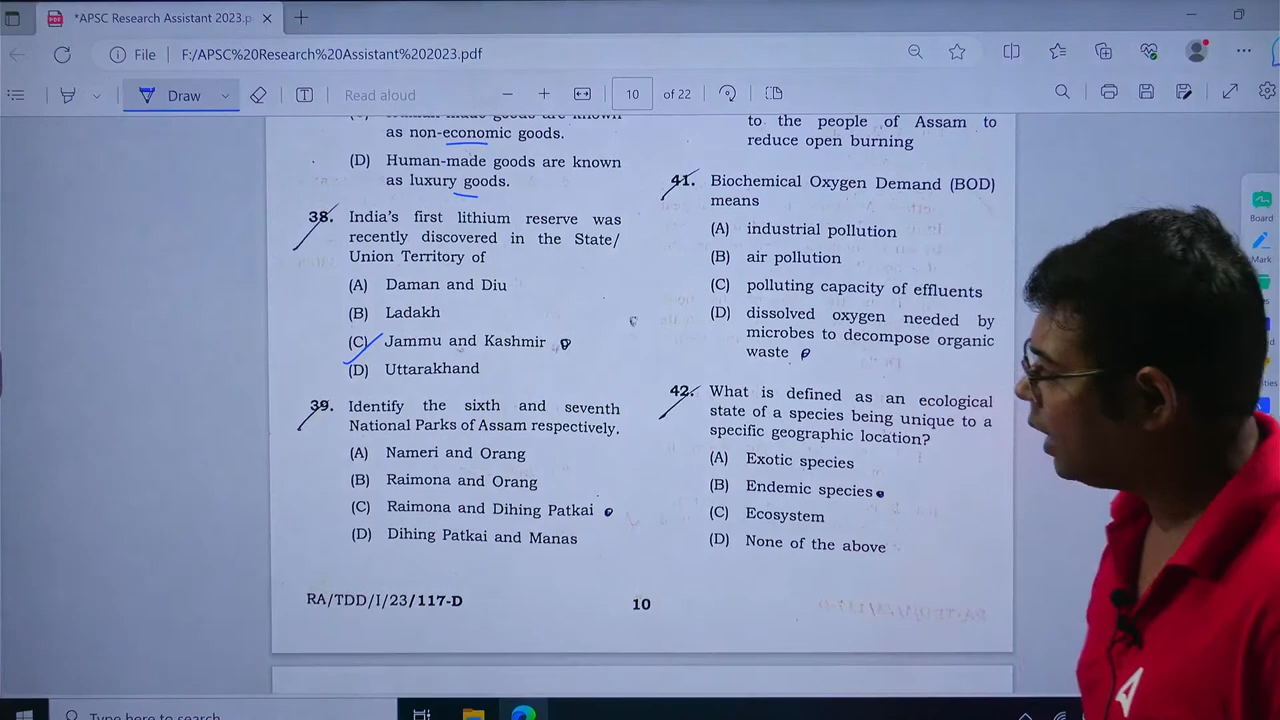 *APSC Research Assistant 2023.p
File
F:/APSC%20Research%20Assistant%202023.pdf
Draw
Read aloud
10
of 22
as non-economic goods.
(D) Human-made goods are known
as luxury goods.
38. India's first lithium reserve was
recently discovered in the State/
Union Territory of
(A) Daman and Diu
(B) Ladakh
(C) Jammu and Kashmir
(D) Uttarakhand
39. Identify the sixth and seventh
National Parks of Assam respectively.
(A) Nameri and Orang
(B) Raimona and Orang
(C) Raimona and Dihing Patkai
(D) Dihing Patkai and Manas
to the people of Assam to
reduce open burning
41. Biochemical Oxygen Demand (BOD)
means
(A) industrial pollution
(B) air pollution
(C) polluting capacity of effluents
(D) dissolved oxygen needed by
microbes to decompose organic
waste
42. What is defined as an ecological
state of a species being unique to a
specific geographic location?
(A) Exotic species
(B) Endemic species
(C) Ecosystem
(D) None of the above
RA/TDD/I/23/117-D
10
Board
Mark
Type here to search